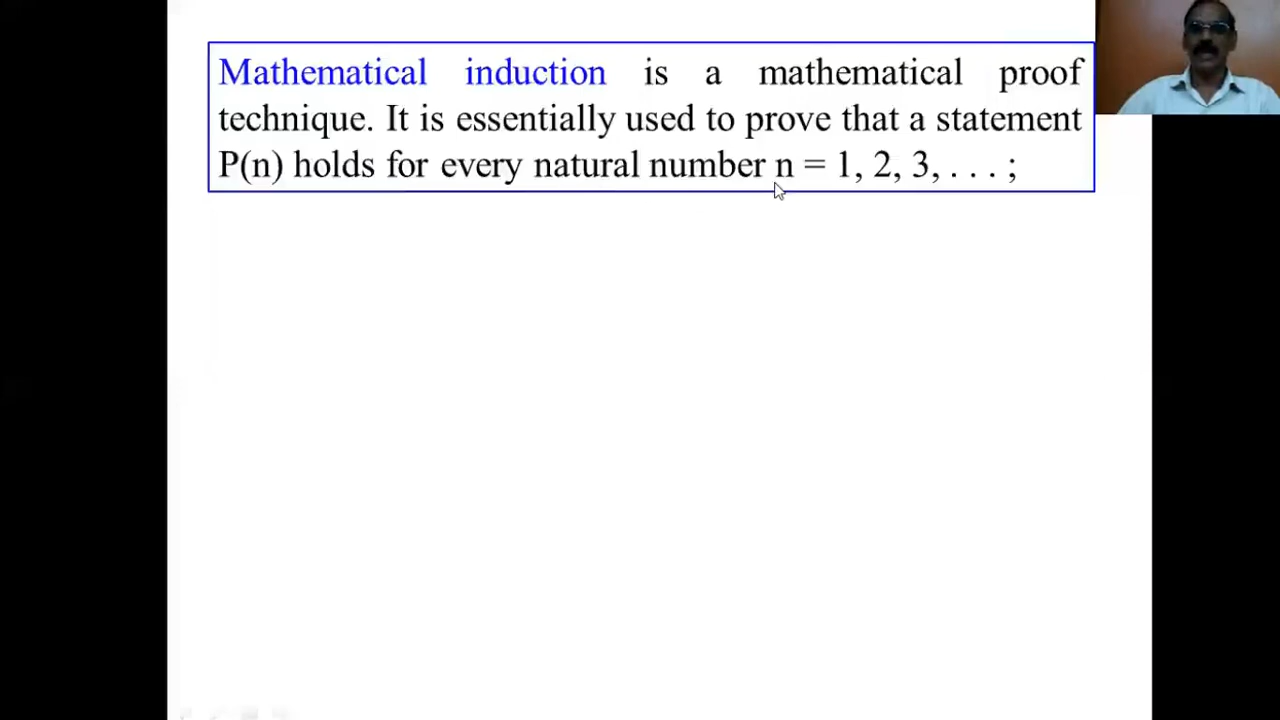 Mathematical induction is a mathematical proof
technique. It is essentially used to prove that a statement
P(n) holds for every natural number n = 1, 2, 3, . . . ;